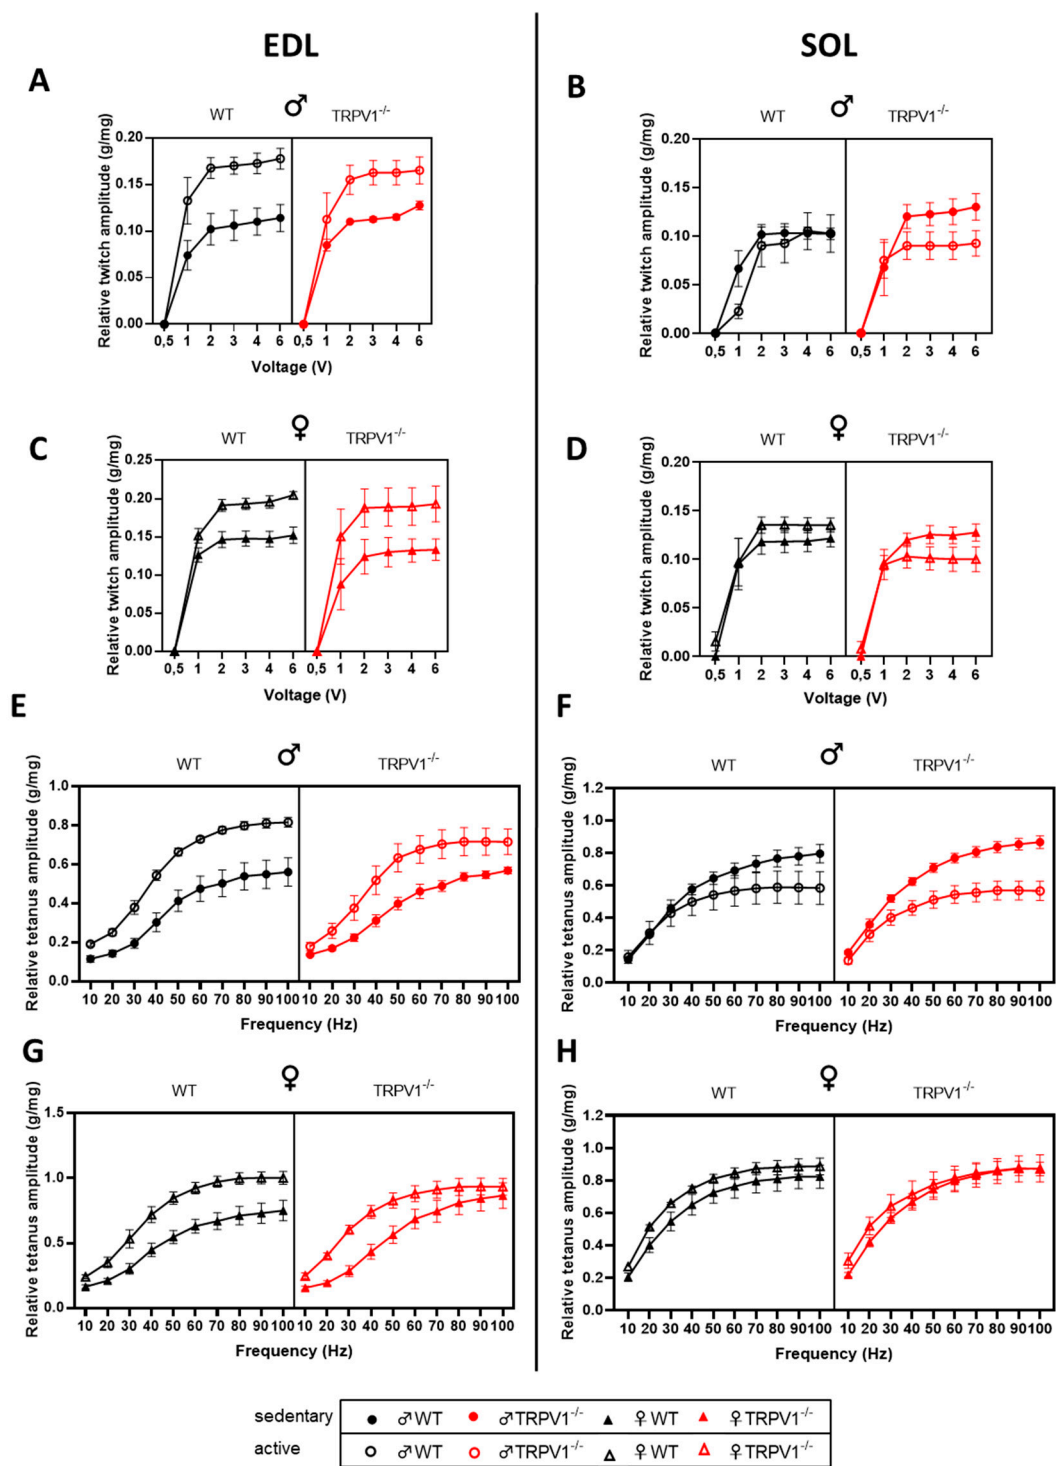 EDL
SOL
A
♂
WT
TRPV1-/-
Relative twitch amplitude (g/mg)
0.20
0.15
0.10
0.05
0.00
0,5 1 2 3 4 6 0,5 1 2 3 4 6
Voltage (V)
B
♂
WT
TRPV1-/-
Relative twitch amplitude (g/mg)
0.20
0.15
0.10
0.05
0.00
0,5 1 2 3 4 6 0,5 1 2 3 4 6
Voltage (V)
C
♀
WT
TRPV1-/-
Relative twitch amplitude (g/mg)
0.25
0.20
0.15
0.10
0.05
0.00
0,5 1 2 3 4 6 0,5 1 2 3 4 6
Voltage (V)
D
♀
WT
TRPV1-/-
Relative twitch amplitude (g/mg)
0.20
0.15
0.10
0.05
0.00
0,5 1 2 3 4 6 0,5 1 2 3 4 6
Voltage (V)
E
♂
WT
TRPV1-/-
Relative tetanus amplitude (g/mg)
1.0
0.8
0.6
0.4
0.2
0.0
10 20 30 40 50 60 70 80 90 100 10 20 30 40 50 60 70 80 90 100
Frequency (Hz)
F
♂
WT
TRPV1-/-
Relative tetanus amplitude (g/mg)
1.2
1.0
0.8
0.6
0.4
0.2
0.0
10 20 30 40 50 60 70 80 90 100 10 20 30 40 50 60 70 80 90 100
Frequency (Hz)
G
♀
WT
TRPV1-/-
Relative tetanus amplitude (g/mg)
1.5
1.0
0.5
0.0
10 20 30 40 50 60 70 80 90 100 10 20 30 40 50 60 70 80 90 100
Frequency (Hz)
H
♀
WT
TRPV1-/-
Relative tetanus amplitude (g/mg)
1.2
1.0
0.8
0.6
0.4
0.2
0.0
10 20 30 40 50 60 70 80 90 100 10 20 30 40 50 60 70 80 90 100
Frequency (Hz)
sedentary ♂WT ♂TRPV1-/- ♀WT ♀TRPV1-/-
active ♂WT ♂TRPV1-/- ♀WT ♀TRPV1-/-